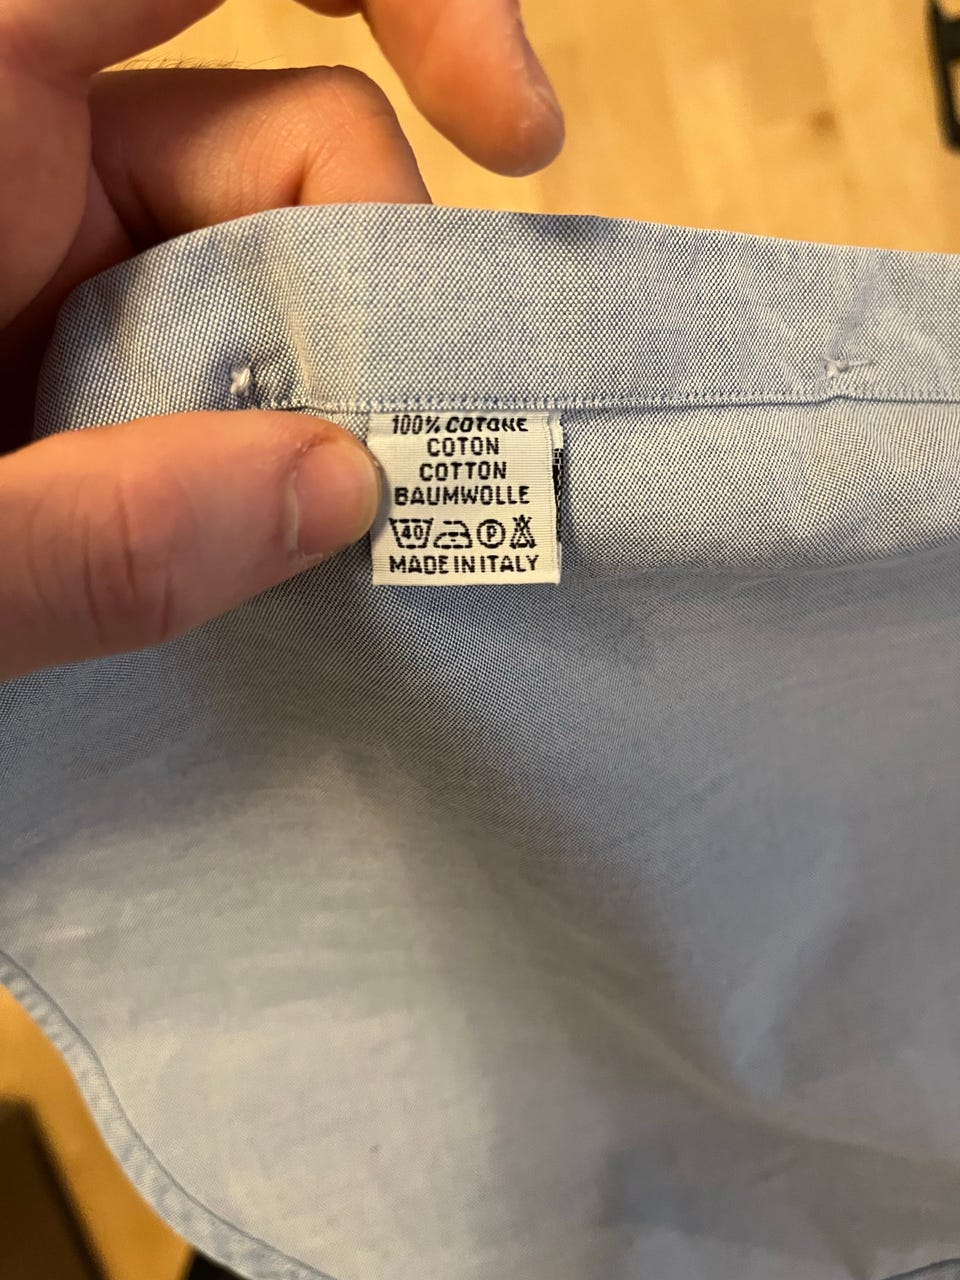 100% COTONE
COTON
COTTON
BAUMWOLLE
40 P
MADE IN ITALY